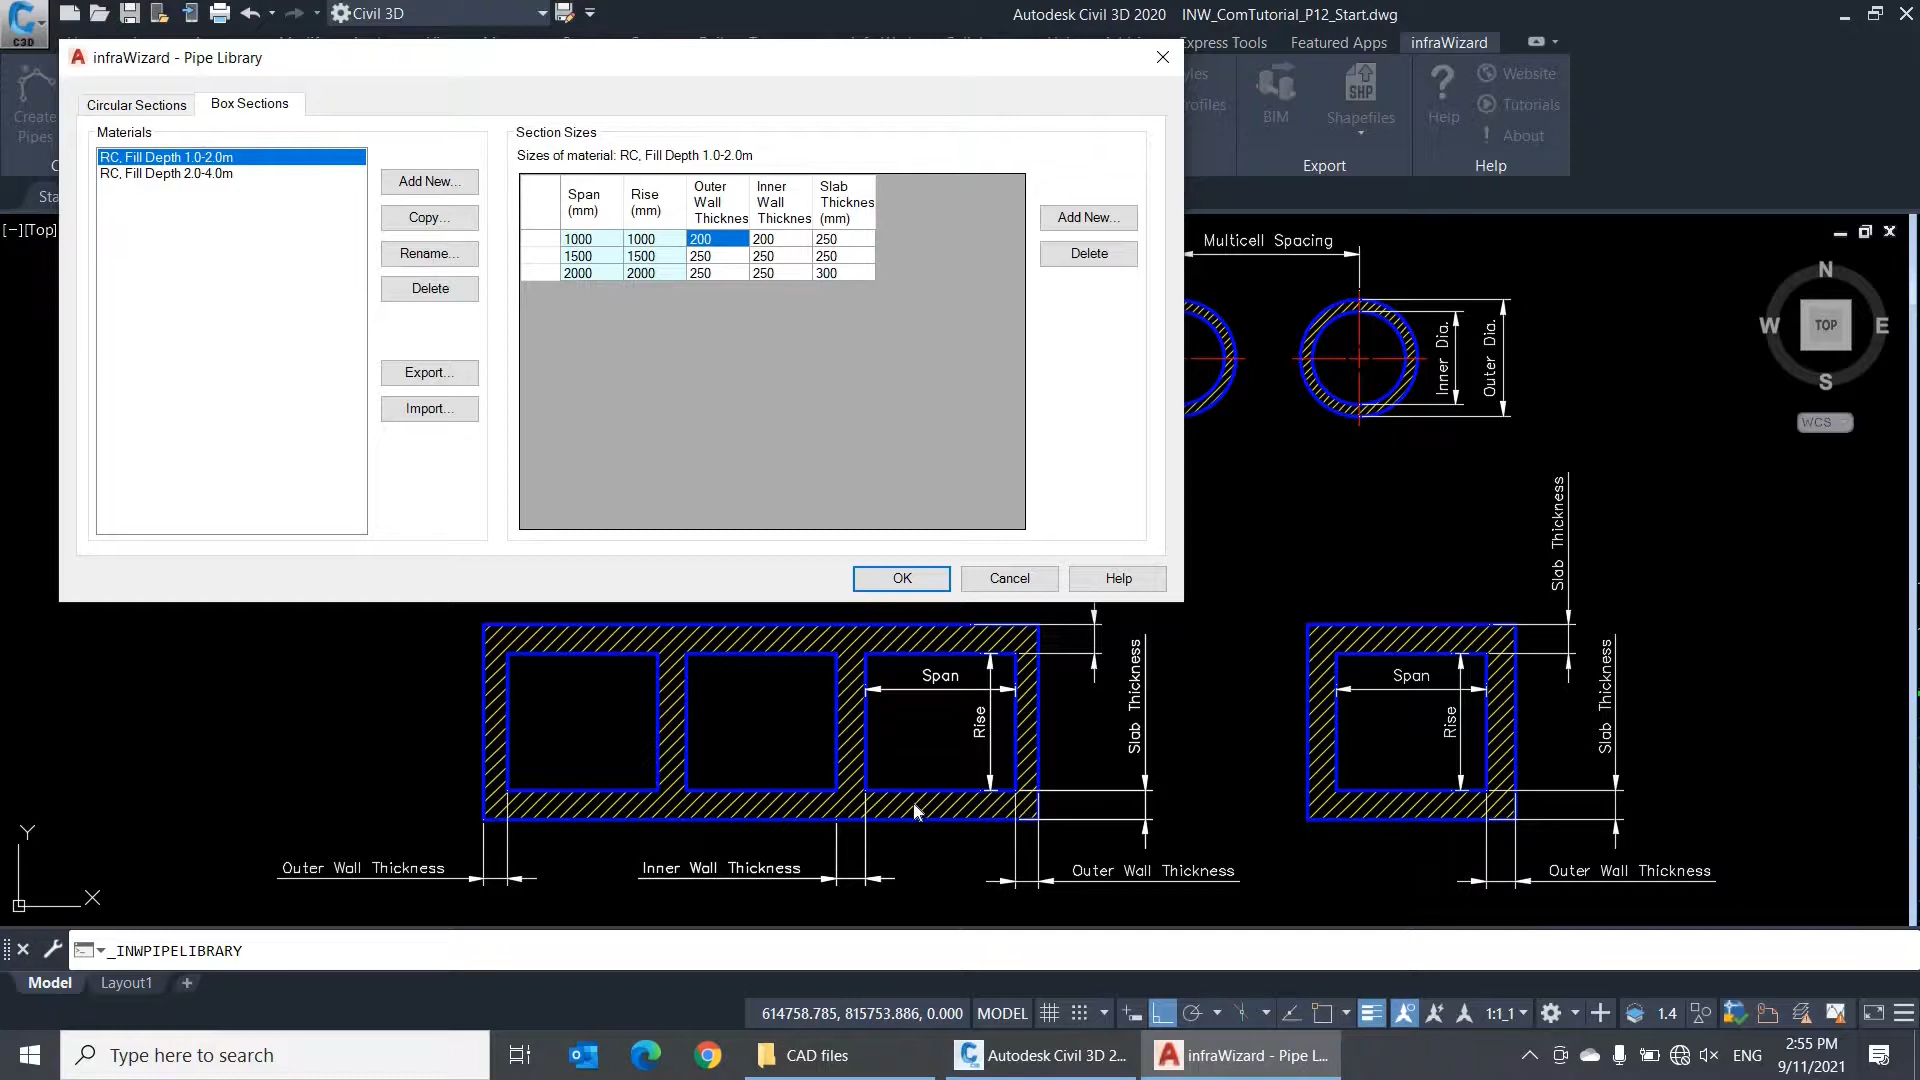 Civil 3D
Autodesk Civil 3D 2020 INW_ComTutorial_P12_Start.dwg
C3D
Express Tools Featured Apps infraWizard
infraWizard - Pipe Library
Website
BIM
SHP
Shapefiles
Help
Tutorials
About
Export
Help
Create
Pipes
Circular Sections
Box Sections
Materials
RC, Fill Depth 1.0-2.0m
RC, Fill Depth 2.0-4.0m
Add New...
Copy...
Rename...
Delete
Export...
Import...
Section Sizes
Sizes of material: RC, Fill Depth 1.0-2.0m
Span (mm) Rise (mm) Outer Wall Thicknes Inner Wall Thicknes Slab Thicknes (mm)
1000 1000 200 200 250
1500 1500 250 250 250
2000 2000 250 250 300
Add New...
Delete
OK
Cancel
Help
[−][Top]
Multicell Spacing
Inner Dia.
Outer Dia.
N
W TOP E
S
WCS
Slab Thickness
Span
Rise
Slab Thickness
Span
Rise
Slab Thickness
Outer Wall Thickness
Inner Wall Thickness
Outer Wall Thickness
Outer Wall Thickness
Y
X
_INWPIPELIBRARY
Model Layout1 +
614758.785, 815753.886, 0.000 MODEL 1:1_1 1.4
Type here to search
CAD files
Autodesk Civil 3D 2...
infraWizard - Pipe L...
ENG
2:55 PM
9/11/2021